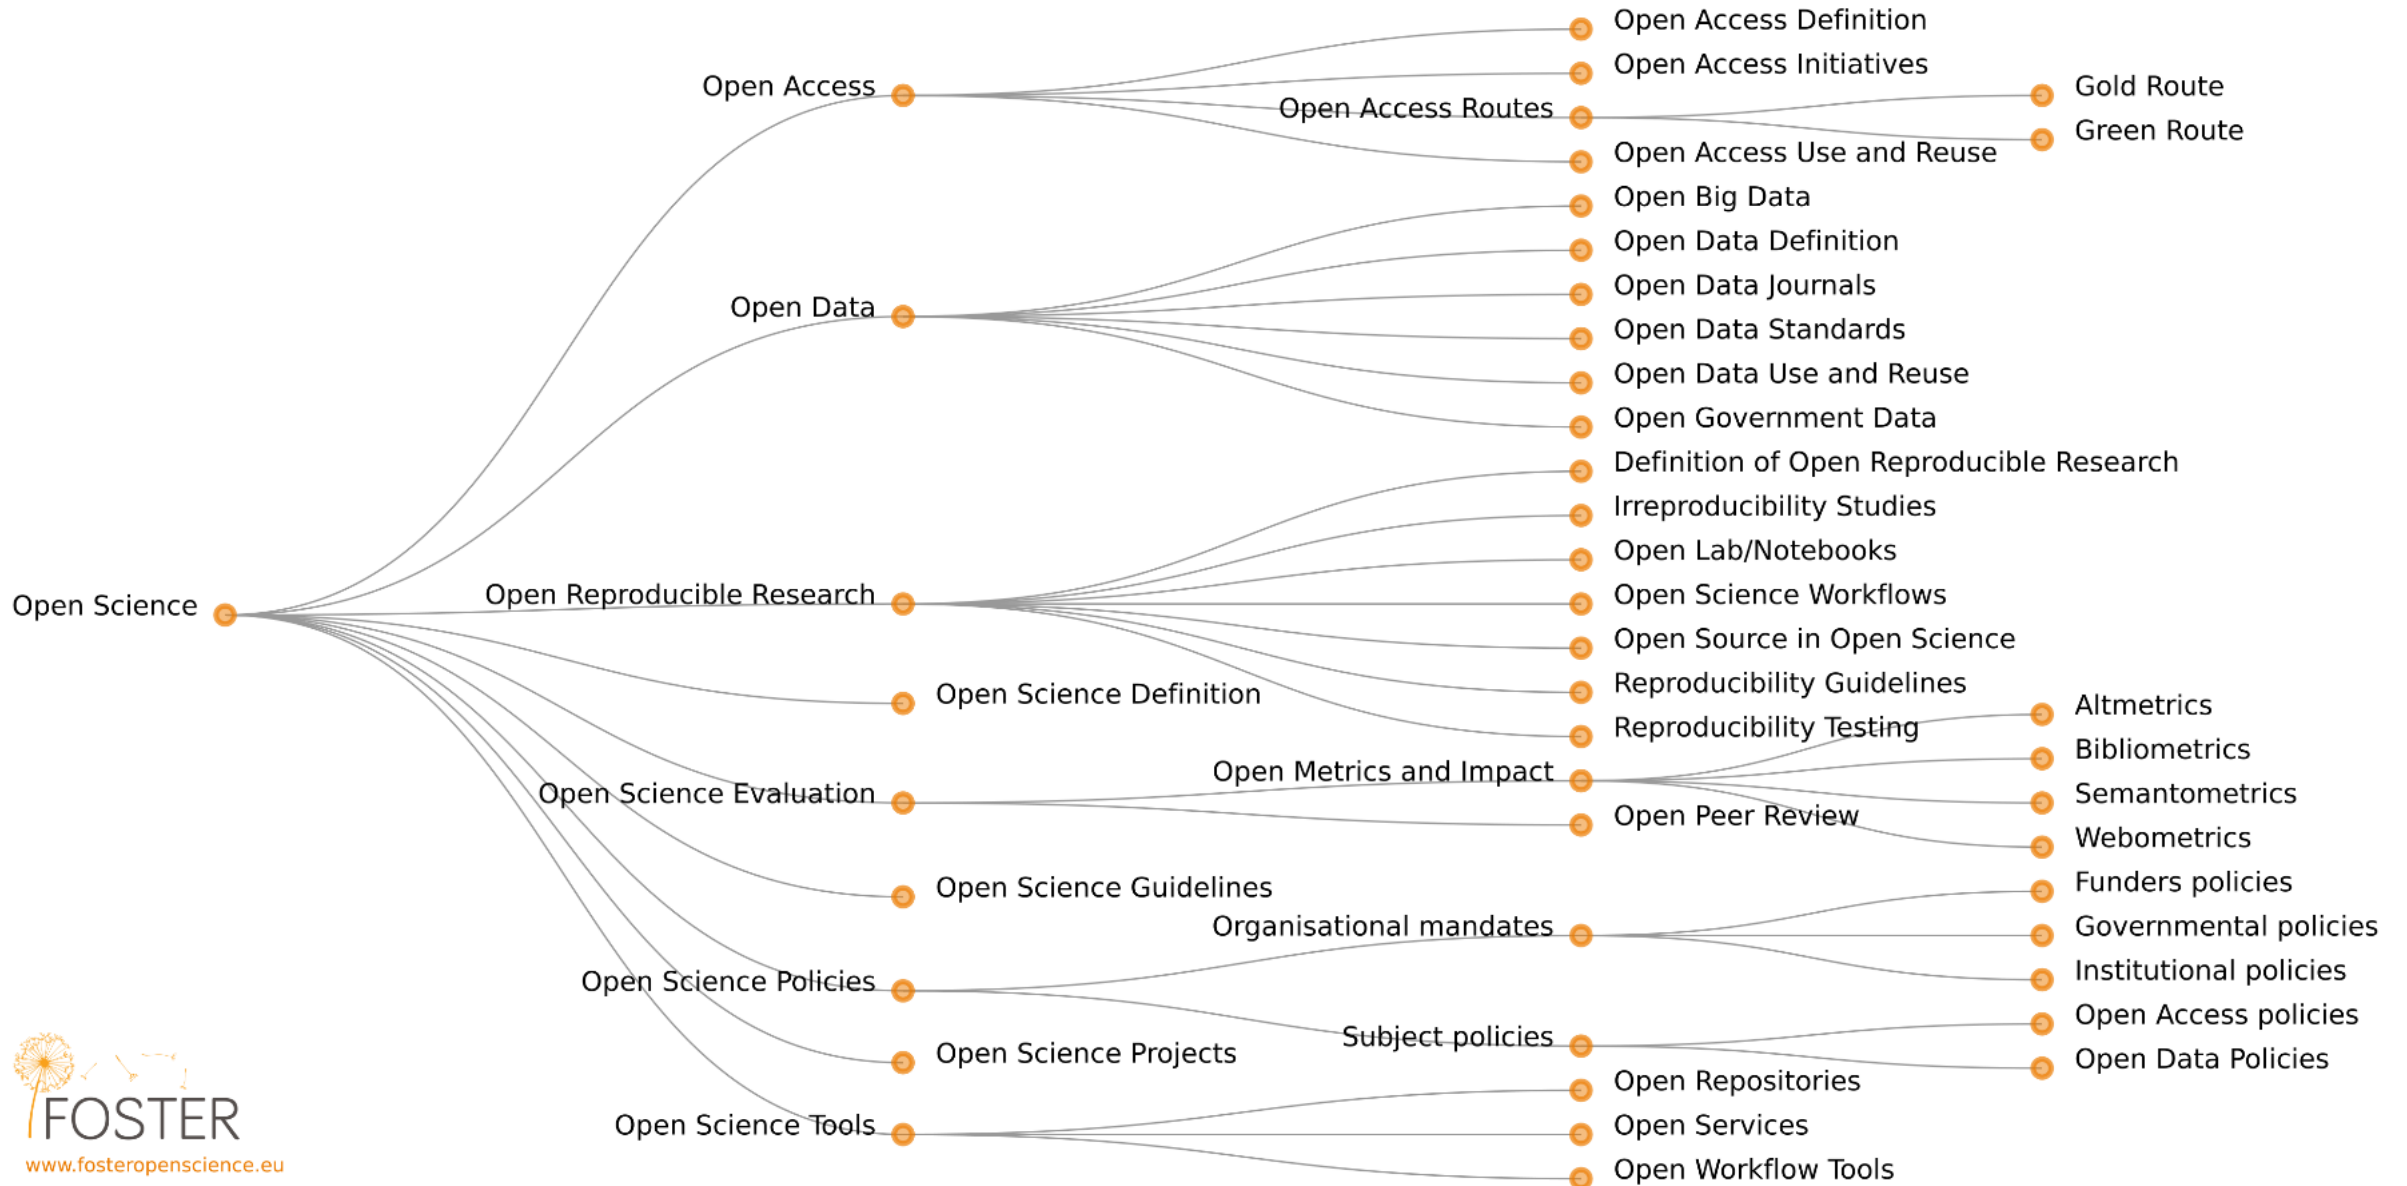 Open Science
Open Access
Open Access Definition
Open Access Initiatives
Open Access Routes
Gold Route
Green Route
Open Access Use and Reuse
Open Data
Open Big Data
Open Data Definition
Open Data Journals
Open Data Standards
Open Data Use and Reuse
Open Government Data
Open Reproducible Research
Definition of Open Reproducible Research
Irreproducibility Studies
Open Lab/Notebooks
Open Science Workflows
Open Source in Open Science
Reproducibility Guidelines
Reproducibility Testing
Open Science Definition
Open Science Evaluation
Open Metrics and Impact
Altmetrics
Bibliometrics
Semantometrics
Webometrics
Open Peer Review
Open Science Guidelines
Open Science Policies
Organisational mandates
Funders policies
Governmental policies
Institutional policies
Subject policies
Open Access policies
Open Data Policies
Open Science Projects
Open Science Tools
Open Repositories
Open Services
Open Workflow Tools
FOSTER
www.fosteropenscience.eu